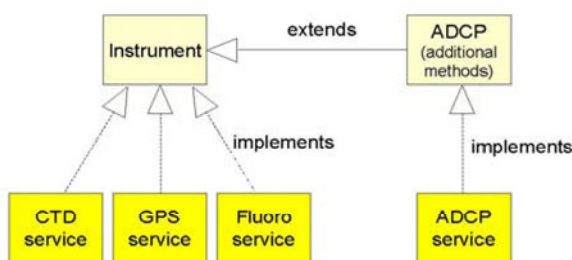 Instrument
extends
ADCP
(additional
methods)
implements
implements
CTD
service
GPS
service
Fluoro
service
ADCP
service